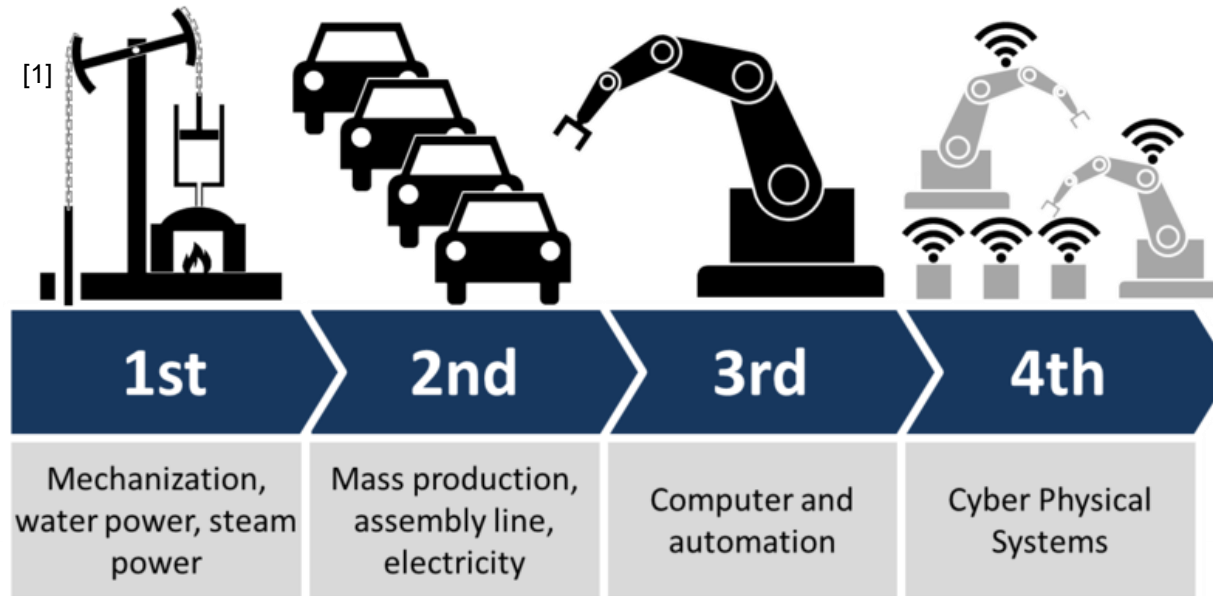 [1]
1st
2nd
3rd
4th
Mechanization,
water power, steam
power
Mass production,
assembly line,
electricity
Computer and
automation
Cyber Physical
Systems